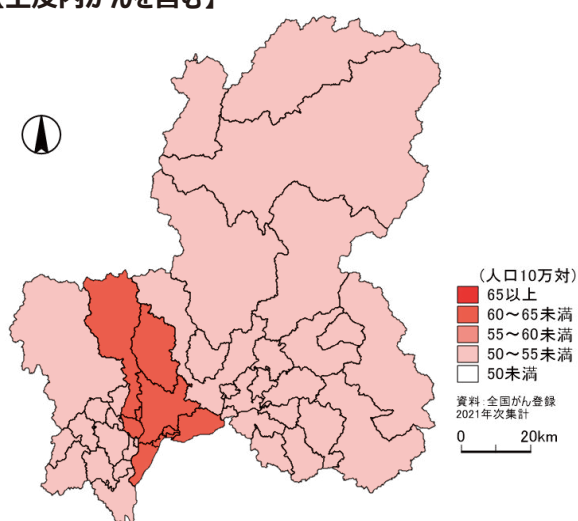 【上皮内がんを含む】
(人口10万対)
65以上
60～65未満
55～60未満
50～55未満
50未満
資料:全国がん登録
2021年次集計
0 20km